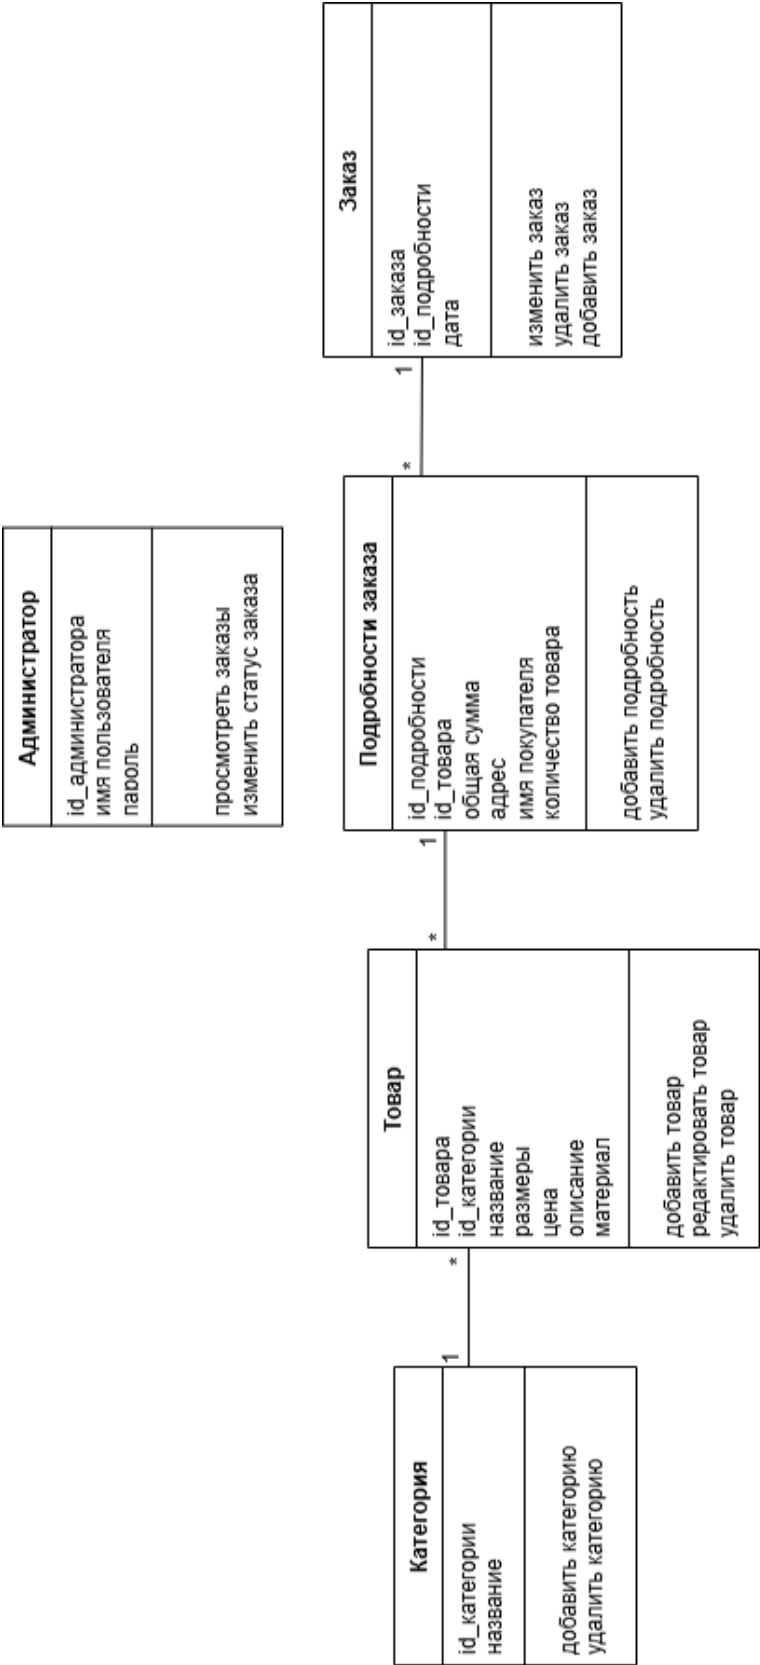 Администратор
id_администратора
имя пользователя
пароль
просмотреть заказы
изменить статус заказа
Категория
id_категории
название
добавить категорию
удалить категорию
1
*
Товар
id_товара
id_категории
название
размеры
цена
описание
материал
добавить товар
редактировать товар
удалить товар
*
1
Подробности заказа
id_подробности
id_товара
общая сумма
адрес
имя покупателя
количество товара
добавить подробность
удалить подробность
*
1
Заказ
id_заказа
id_подробности
дата
изменить заказ
удалить заказ
добавить заказ